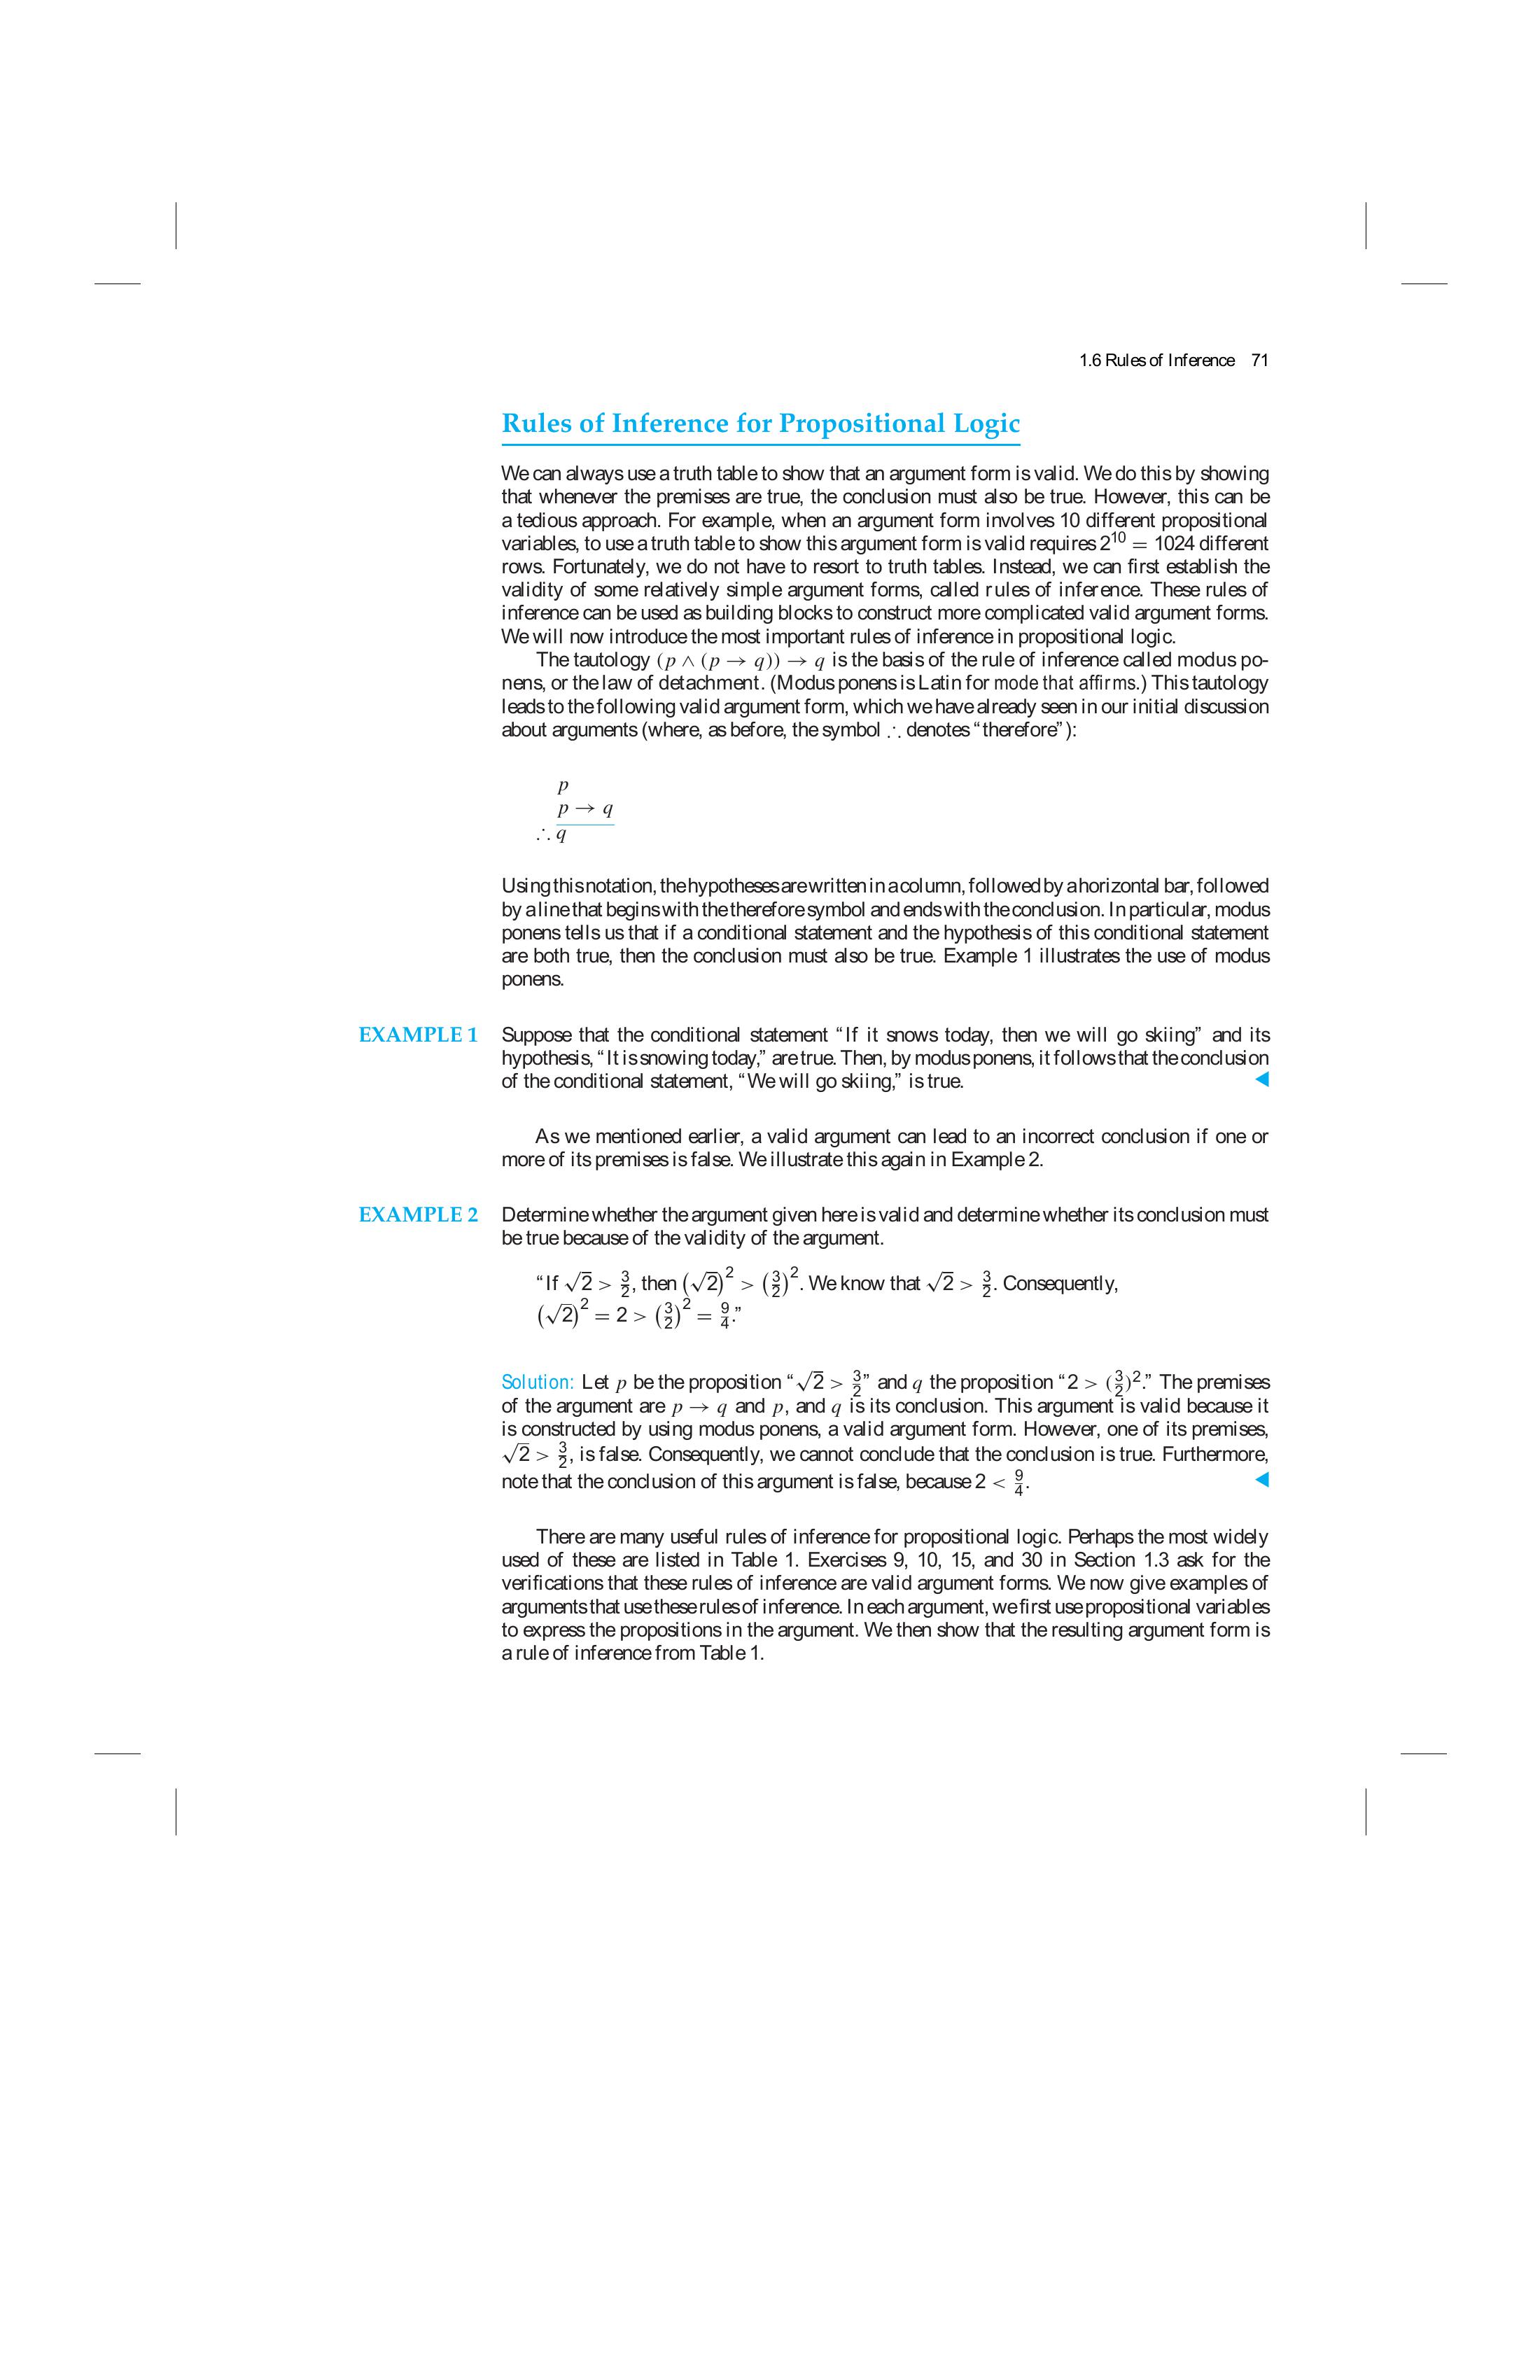 1.6 Rules of Inference 71
Rules of Inference for Propositional Logic
We can always use a truth table to show that an argument form is valid. We do this by showing
that whenever the premises are true, the conclusion must also be true. However, this can be
a tedious approach. For example, when an argument form involves 10 different propositional
variables, to use a truth table to show this argument form is valid requires 2^10 = 1024 different
rows. Fortunately, we do not have to resort to truth tables. Instead, we can first establish the
validity of some relatively simple argument forms, called rules of inference. These rules of
inference can be used as building blocks to construct more complicated valid argument forms.
We will now introduce the most important rules of inference in propositional logic.
The tautology (p ∧ (p → q)) → q is the basis of the rule of inference called modus po-
nens, or the law of detachment. (Modus ponens is Latin for mode that affirms.) This tautology
leads to the following valid argument form, which we have already seen in our initial discussion
about arguments (where, as before, the symbol ∴ denotes “therefore”):
p
p → q
∴ q
Using this notation, the hypotheses are written in a column, followed by a horizontal bar, followed
by a line that begins with the therefore symbol and ends with the conclusion. In particular, modus
ponens tells us that if a conditional statement and the hypothesis of this conditional statement
are both true, then the conclusion must also be true. Example 1 illustrates the use of modus
ponens.
EXAMPLE 1 Suppose that the conditional statement “If it snows today, then we will go skiing” and its
hypothesis, “It is snowing today,” are true. Then, by modus ponens, it follows that the conclusion
of the conditional statement, “We will go skiing,” is true.
As we mentioned earlier, a valid argument can lead to an incorrect conclusion if one or
more of its premises is false. We illustrate this again in Example 2.
EXAMPLE 2 Determine whether the argument given here is valid and determine whether its conclusion must
be true because of the validity of the argument.
“If √2 > 3/2, then (√2)^2 > (3/2)^2. We know that √2 > 3/2. Consequently,
(√2)^2 = 2 > (3/2)^2 = 9/4.”
Solution: Let p be the proposition “√2 > 3/2” and q the proposition “2 > (3/2)^2.” The premises
of the argument are p → q and p, and q is its conclusion. This argument is valid because it
is constructed by using modus ponens, a valid argument form. However, one of its premises,
√2 > 3/2, is false. Consequently, we cannot conclude that the conclusion is true. Furthermore,
note that the conclusion of this argument is false, because 2 < 9/4.
There are many useful rules of inference for propositional logic. Perhaps the most widely
used of these are listed in Table 1. Exercises 9, 10, 15, and 30 in Section 1.3 ask for the
verifications that these rules of inference are valid argument forms. We now give examples of
arguments that use these rules of inference. In each argument, we first use propositional variables
to express the propositions in the argument. We then show that the resulting argument form is
a rule of inference from Table 1.